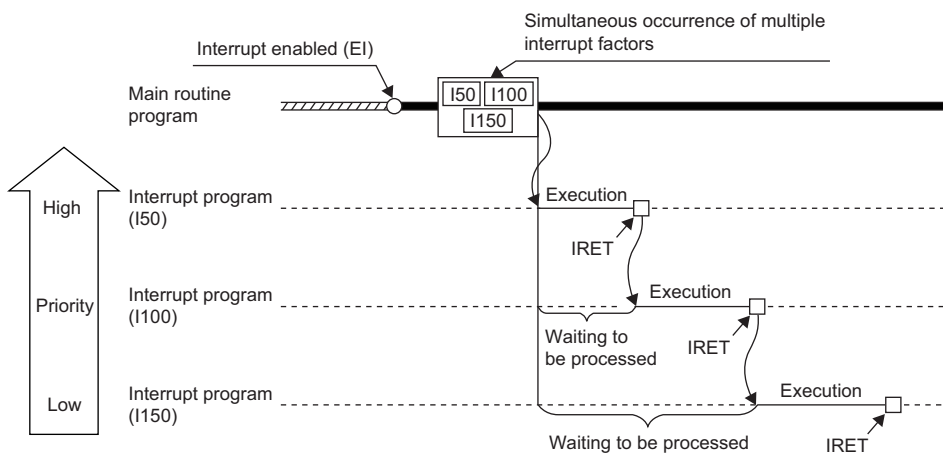 Simultaneous occurrence of multiple
interrupt factors
Interrupt enabled (EI)
Main routine
program
I50
I100
I150
High
Interrupt program
(I50)
Execution
IRET
Priority
Interrupt program
(I100)
Execution
Waiting to
be processed
IRET
Low
Interrupt program
(I150)
Execution
Waiting to be processed
IRET